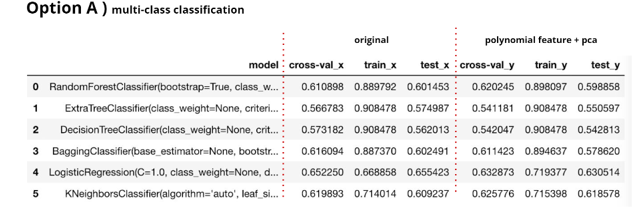 Option A ) multi-class classification
original polynomial feature + pca
model cross-val_x train_x test_x cross-val_y train_y test_y
0 RandomForestClassifier(bootstrap=True, class_w... 0.610898 0.889792 0.601453 0.620245 0.898097 0.598858
1 ExtraTreeClassifier(class_weight=None, criteri... 0.566783 0.908478 0.574987 0.541181 0.908478 0.550597
2 DecisionTreeClassifier(class_weight=None, crit... 0.573182 0.908478 0.562013 0.542047 0.908478 0.542813
3 BaggingClassifier(base_estimator=None, bootstr... 0.616094 0.887370 0.602491 0.611423 0.894637 0.578620
4 LogisticRegression(C=1.0, class_weight=None, d... 0.652250 0.668858 0.655423 0.632873 0.719377 0.630514
5 KNeighborsClassifier(algorithm='auto', leaf_si... 0.619893 0.714014 0.609237 0.625776 0.715398 0.618578